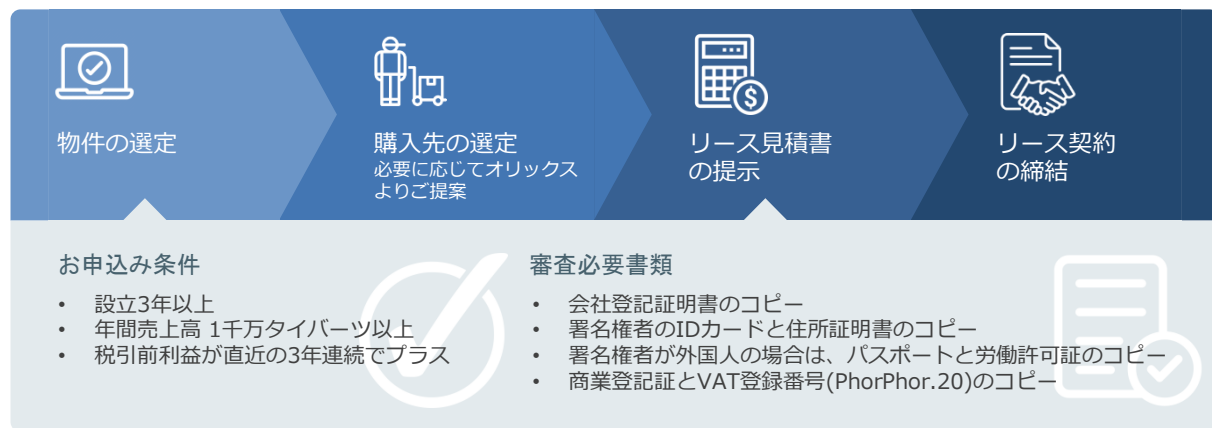 物件の選定
購入先の選定
必要に応じてオリックス
よりご提案
リース見積書
の提示
リース契約
の締結
お申込み条件
• 設立3年以上
• 年間売上高 1千万タイバーツ以上
• 税引前利益が直近の3年連続でプラス
審査必要書類
• 会社登記証明書のコピー
• 署名権者のIDカードと住所証明書のコピー
• 署名権者が外国人の場合は、パスポートと労働許可証のコピー
• 商業登記証とVAT登録番号(PhorPhor.20)のコピー